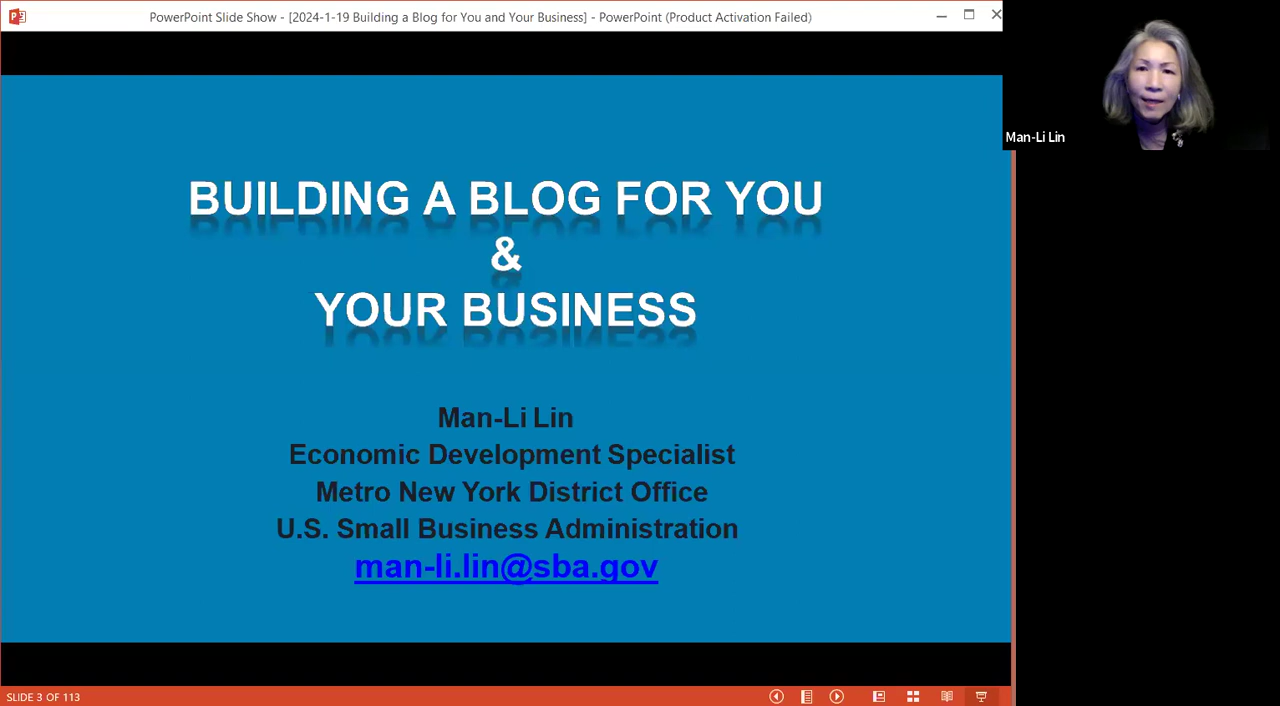 PowerPoint Slide Show - [2024-1-19 Building a Blog for You and Your Business] - PowerPoint (Product Activation Failed)
Man-Li Lin
BUILDING A BLOG FOR YOU
&
YOUR BUSINESS
Man-Li Lin
Economic Development Specialist
Metro New York District Office
U.S. Small Business Administration
man-li.lin@sba.gov
SLIDE 3 OF 113